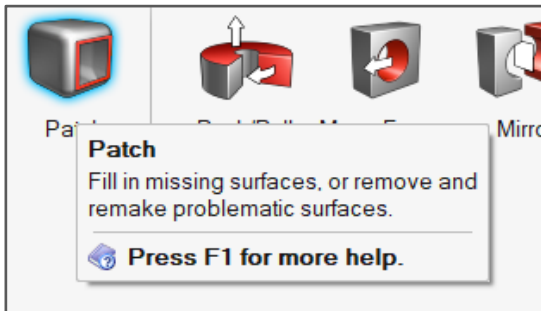 Patch
Fill in missing surfaces, or remove and
remake problematic surfaces.
Press F1 for more help.